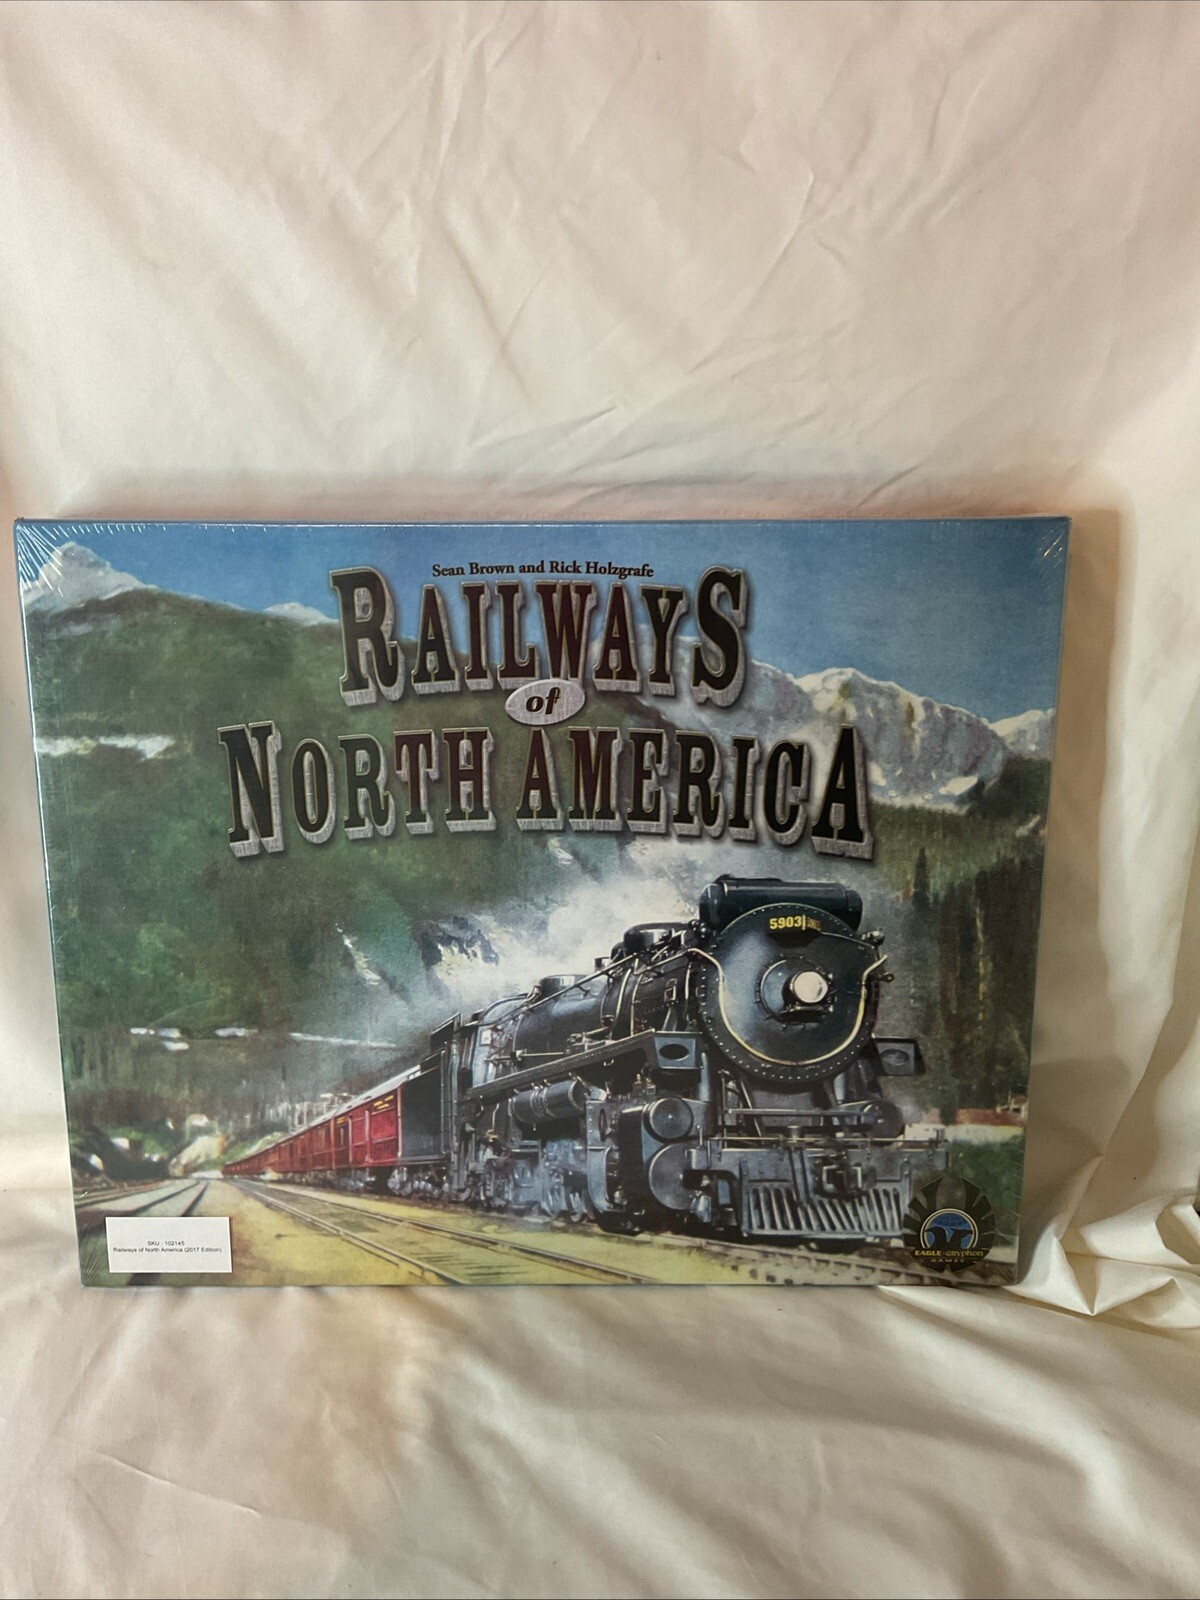 Sean Brown and Rick Holzgrafe
RAILWAYS
of
NORTH AMERICA
5903
SKU : 102145
Railways of North America (2017 Edition)
EAGLE-gryphon
GAMES